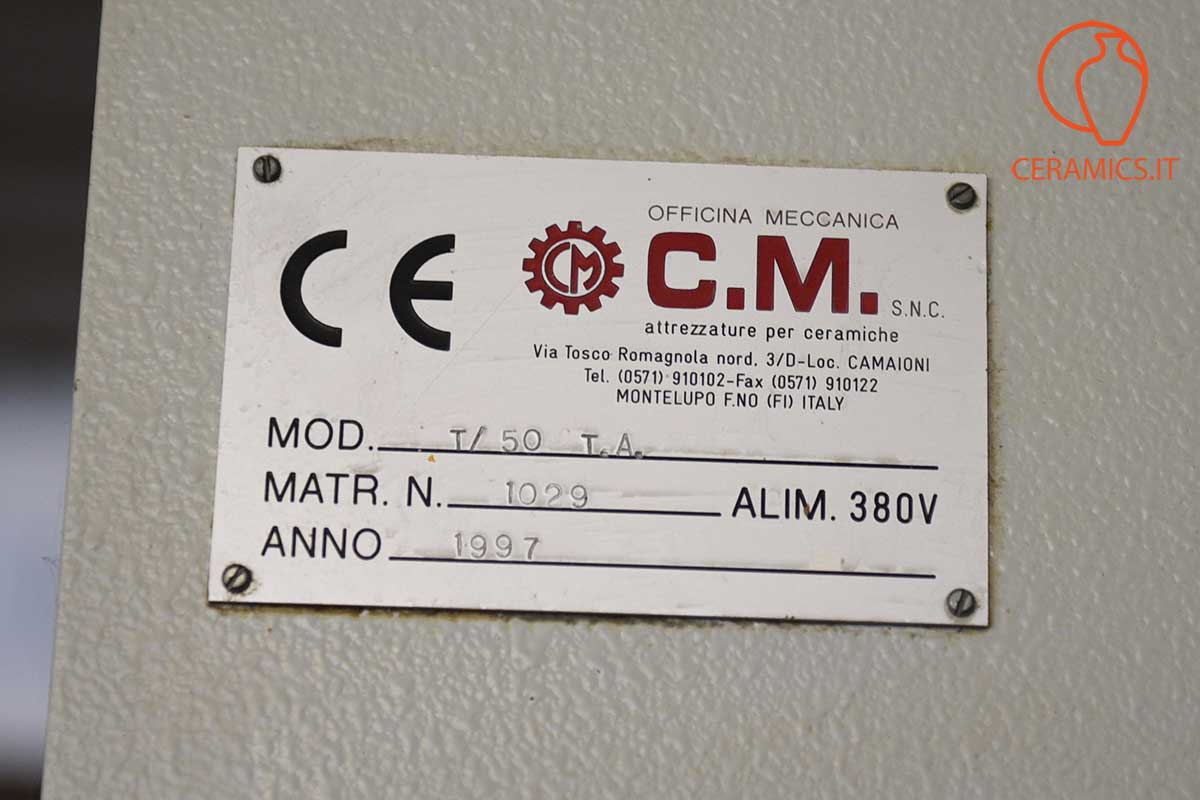 CERAMICS.IT
CE
OFFICINA MECCANICA
CM C.M. S.N.C.
attrezzature per ceramiche
Via Tosco Romagnola nord, 3/D-Loc. CAMAIONI
Tel. (0571) 910102-Fax (0571) 910122
MONTELUPO F.NO (FI) ITALY
MOD. T/ 50 T.A.
MATR. N. 1029 ALIM. 380V
ANNO 1997